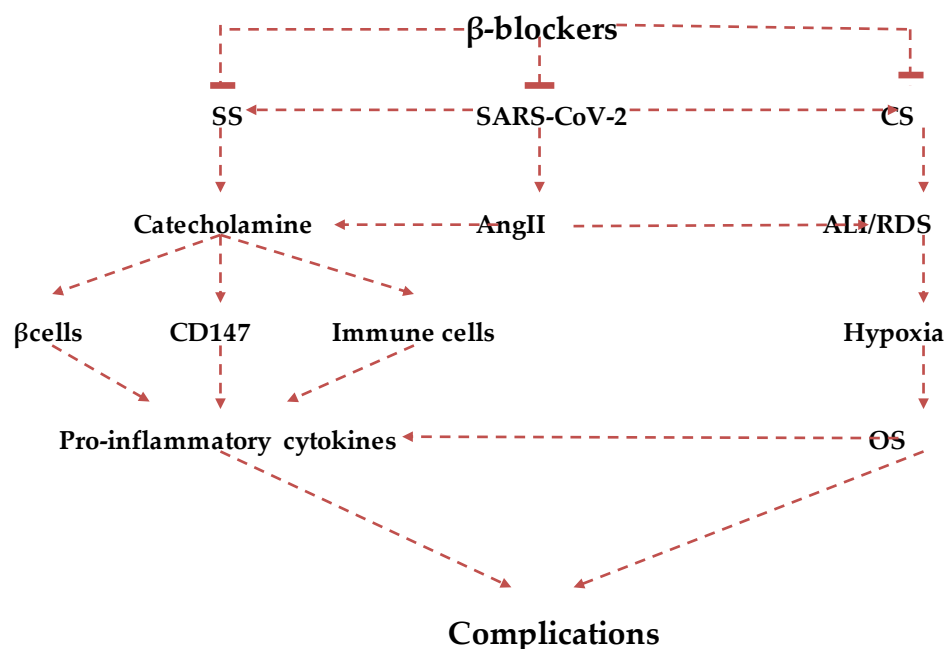 β-blockers
SS SARS-CoV-2 CS
Catecholamine AngII ALI/RDS
βcells CD147 Immune cells Hypoxia
Pro-inflammatory cytokines OS
Complications